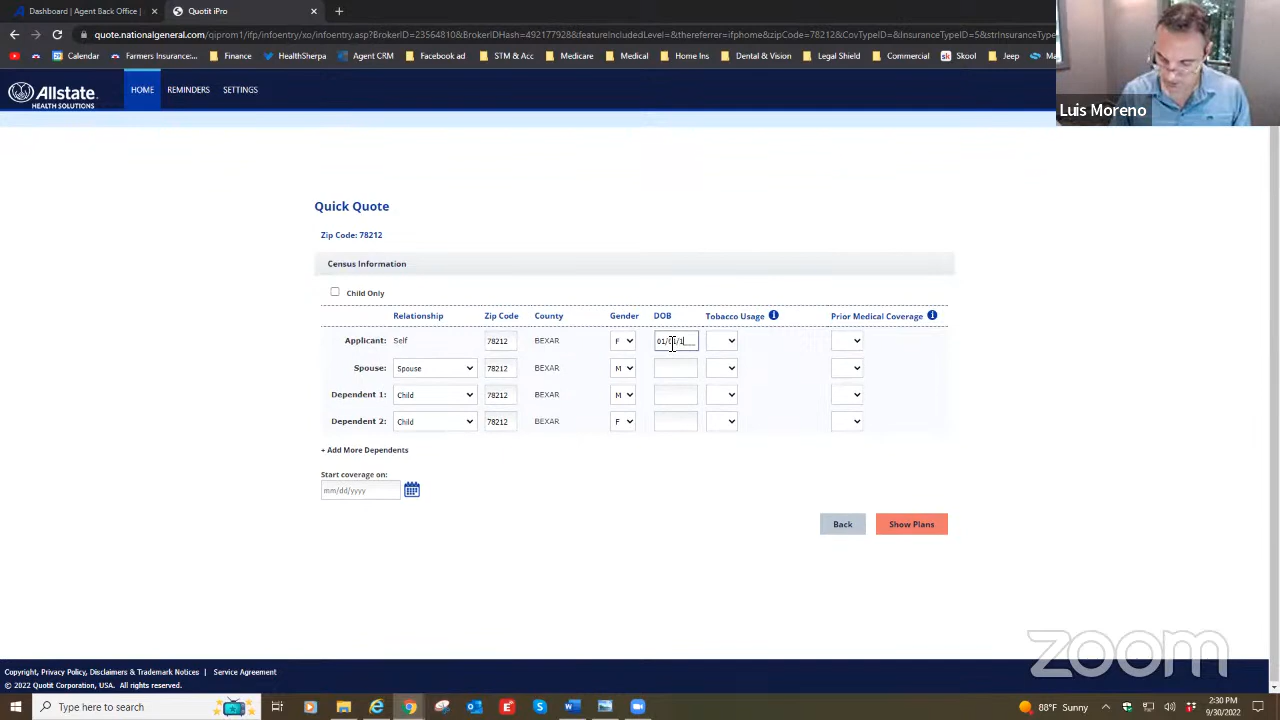 Dashboard | Agent Back Office |
Quotit iPro
quote.nationalgeneral.com/qiprom1/ife/infoentry/xo/infoentry.asp?BrokerID=23564810&BrokerIDHash=492177928&featureIncludedLevel=&thereferrer=ifphome&zipCode=78212&CovTypeID=&InsuranceTypeID=5&strInsuranceType
Calendar
Farmers Insurance...
Finance
HealthSherpa
AgencyCRM
Facebook ad
STM & Acc
Medicare
Medical
Home Ins
Dental & Vision
Legal Shield
Commercial
sk Skool
Jeep
Allstate
HEALTH SOLUTIONS
HOME
REMINDERS
SETTINGS
Luis Moreno
Quick Quote
Zip Code: 78212
Census Information
Child Only
Relationship Zip Code County Gender DOB Tobacco Usage Prior Medical Coverage
Applicant: Self 78212 BEXAR F
Spouse: Spouse 78212 BEXAR M
Dependent 1: Child 78212 BEXAR M
Dependent 2: Child 78212 BEXAR F
+ Add More Dependents
Start coverage on:
mm/dd/yyyy
Back
Show Plans
zoom
Copyright, Privacy Policy, Disclaimers & Trademark Notices | Service Agreement
© 2022 Quotit Corporation, USA. All rights reserved.
Type here to search
88°F Sunny
2:30 PM
9/30/2022